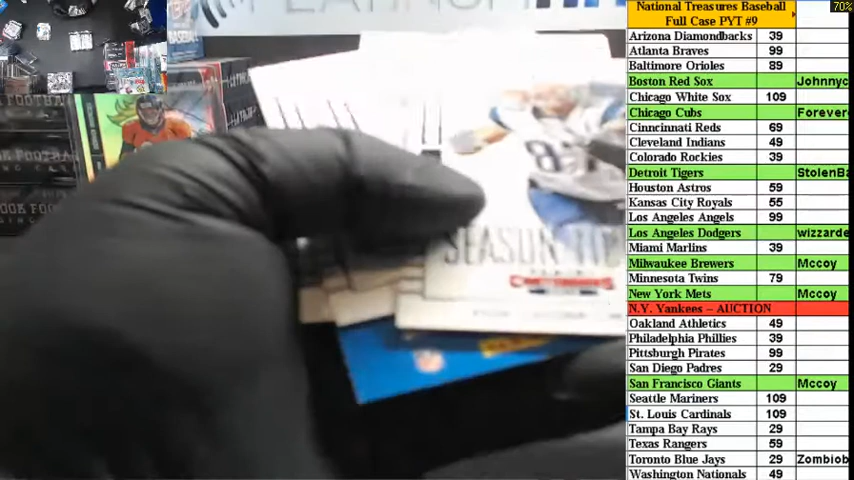 National Treasures Baseball
Full Case PYT #9
70%
Arizona Diamondbacks 39
Atlanta Braves 99
Baltimore Orioles 89
Boston Red Sox Johnnyc
Chicago White Sox 109
Chicago Cubs Forever
Cinncinnati Reds 69
Cleveland Indians 49
Colorado Rockies 39
Detroit Tigers StolenBa
Houston Astros 59
Kansas City Royals 55
Los Angeles Angels 99
Los Angeles Dodgers wizzarde
Miami Marlins 39
Milwaukee Brewers Mccoy
Minnesota Twins 79
New York Mets Mccoy
N.Y. Yankees – AUCTION
Oakland Athletics 49
Philadelphia Phillies 39
Pittsburgh Pirates 99
San Diego Padres 29
San Francisco Giants Mccoy
Seattle Mariners 109
St. Louis Cardinals 109
Tampa Bay Rays 29
Texas Rangers 59
Toronto Blue Jays 29 Zombiob
Washington Nationals 49
SEASON TIC
CONTENDERS